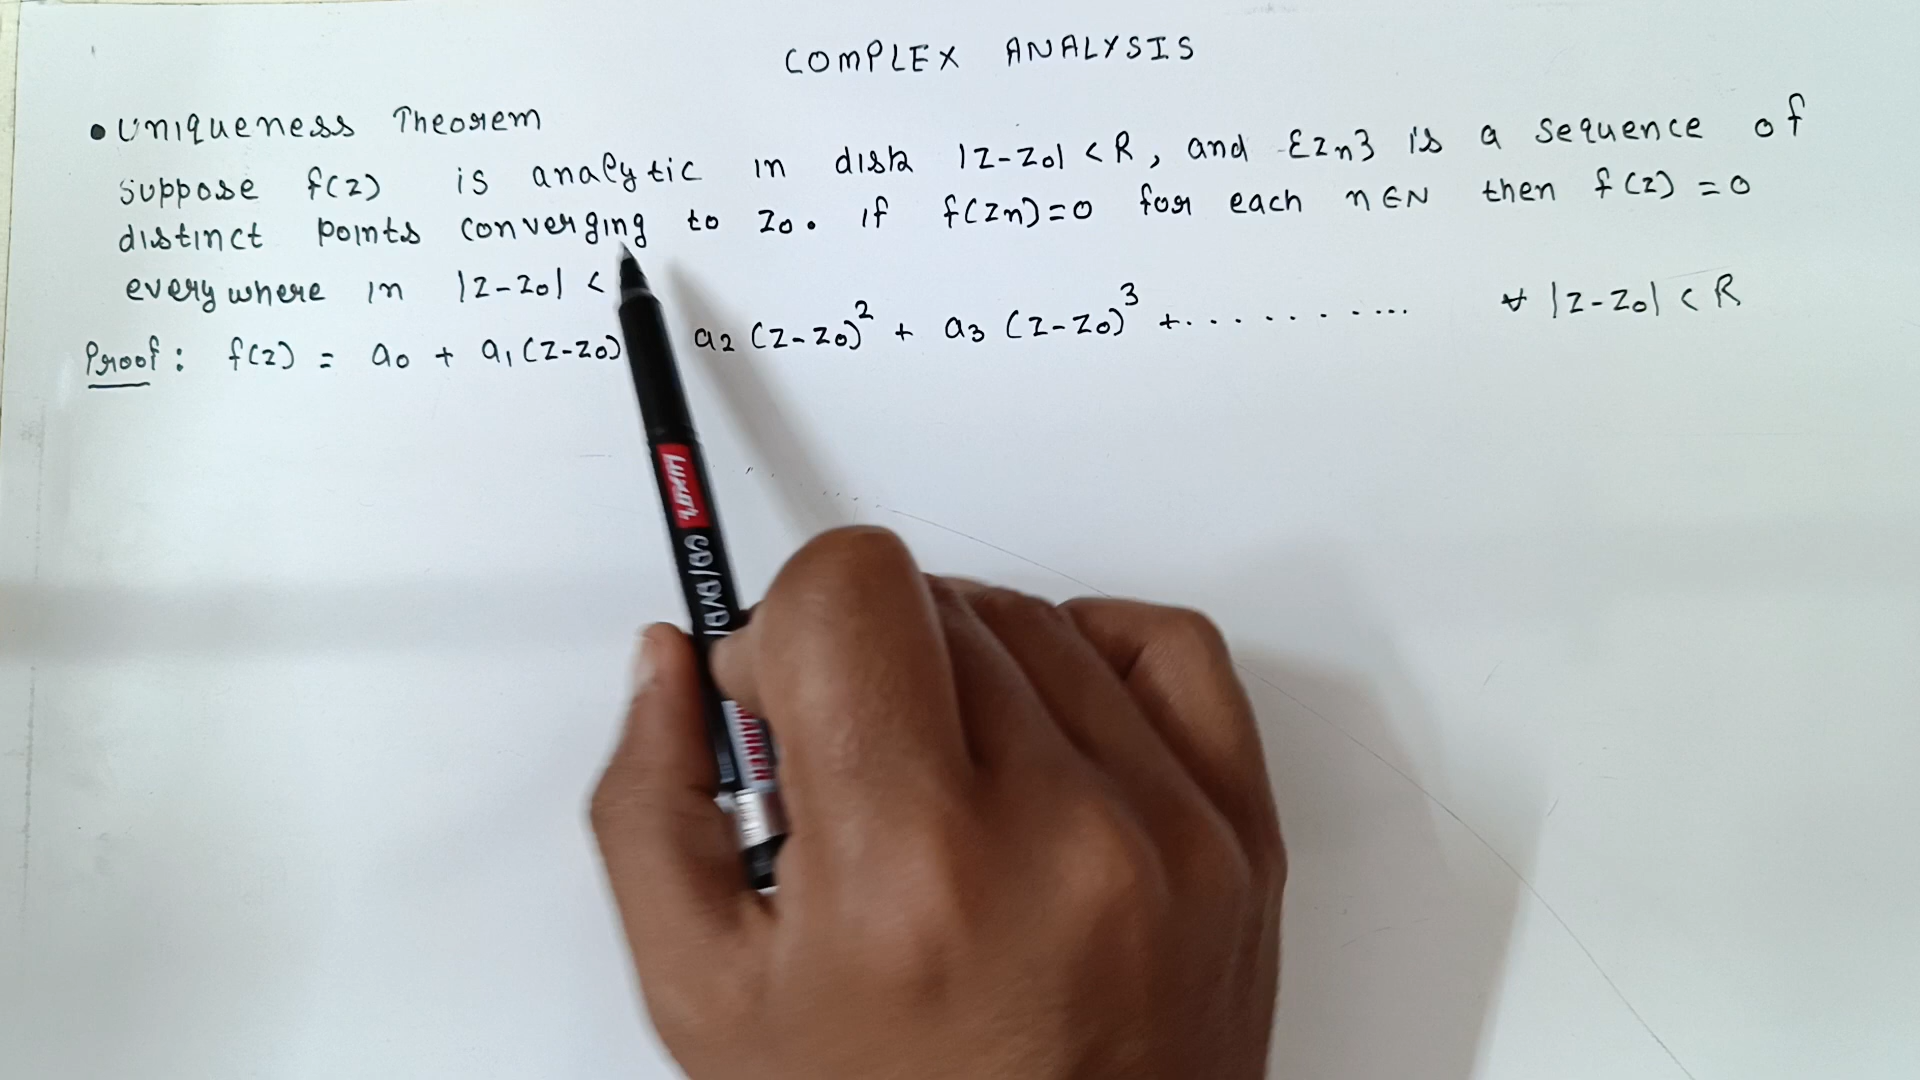 COMPLEX ANALYSIS
• Uniqueness Theorem
Suppose f(z) is analytic in disk |z-z₀| < R, and {zn} is a sequence of
distinct points converging to z₀. if f(zn)=0 for each n∈N then f(z) = 0
everywhere in |z-z₀| <
Proof: f(z) = a₀ + a₁(z-z₀) a₂(z-z₀)² + a₃(z-z₀)³ +........... ∀ |z-z₀| < R